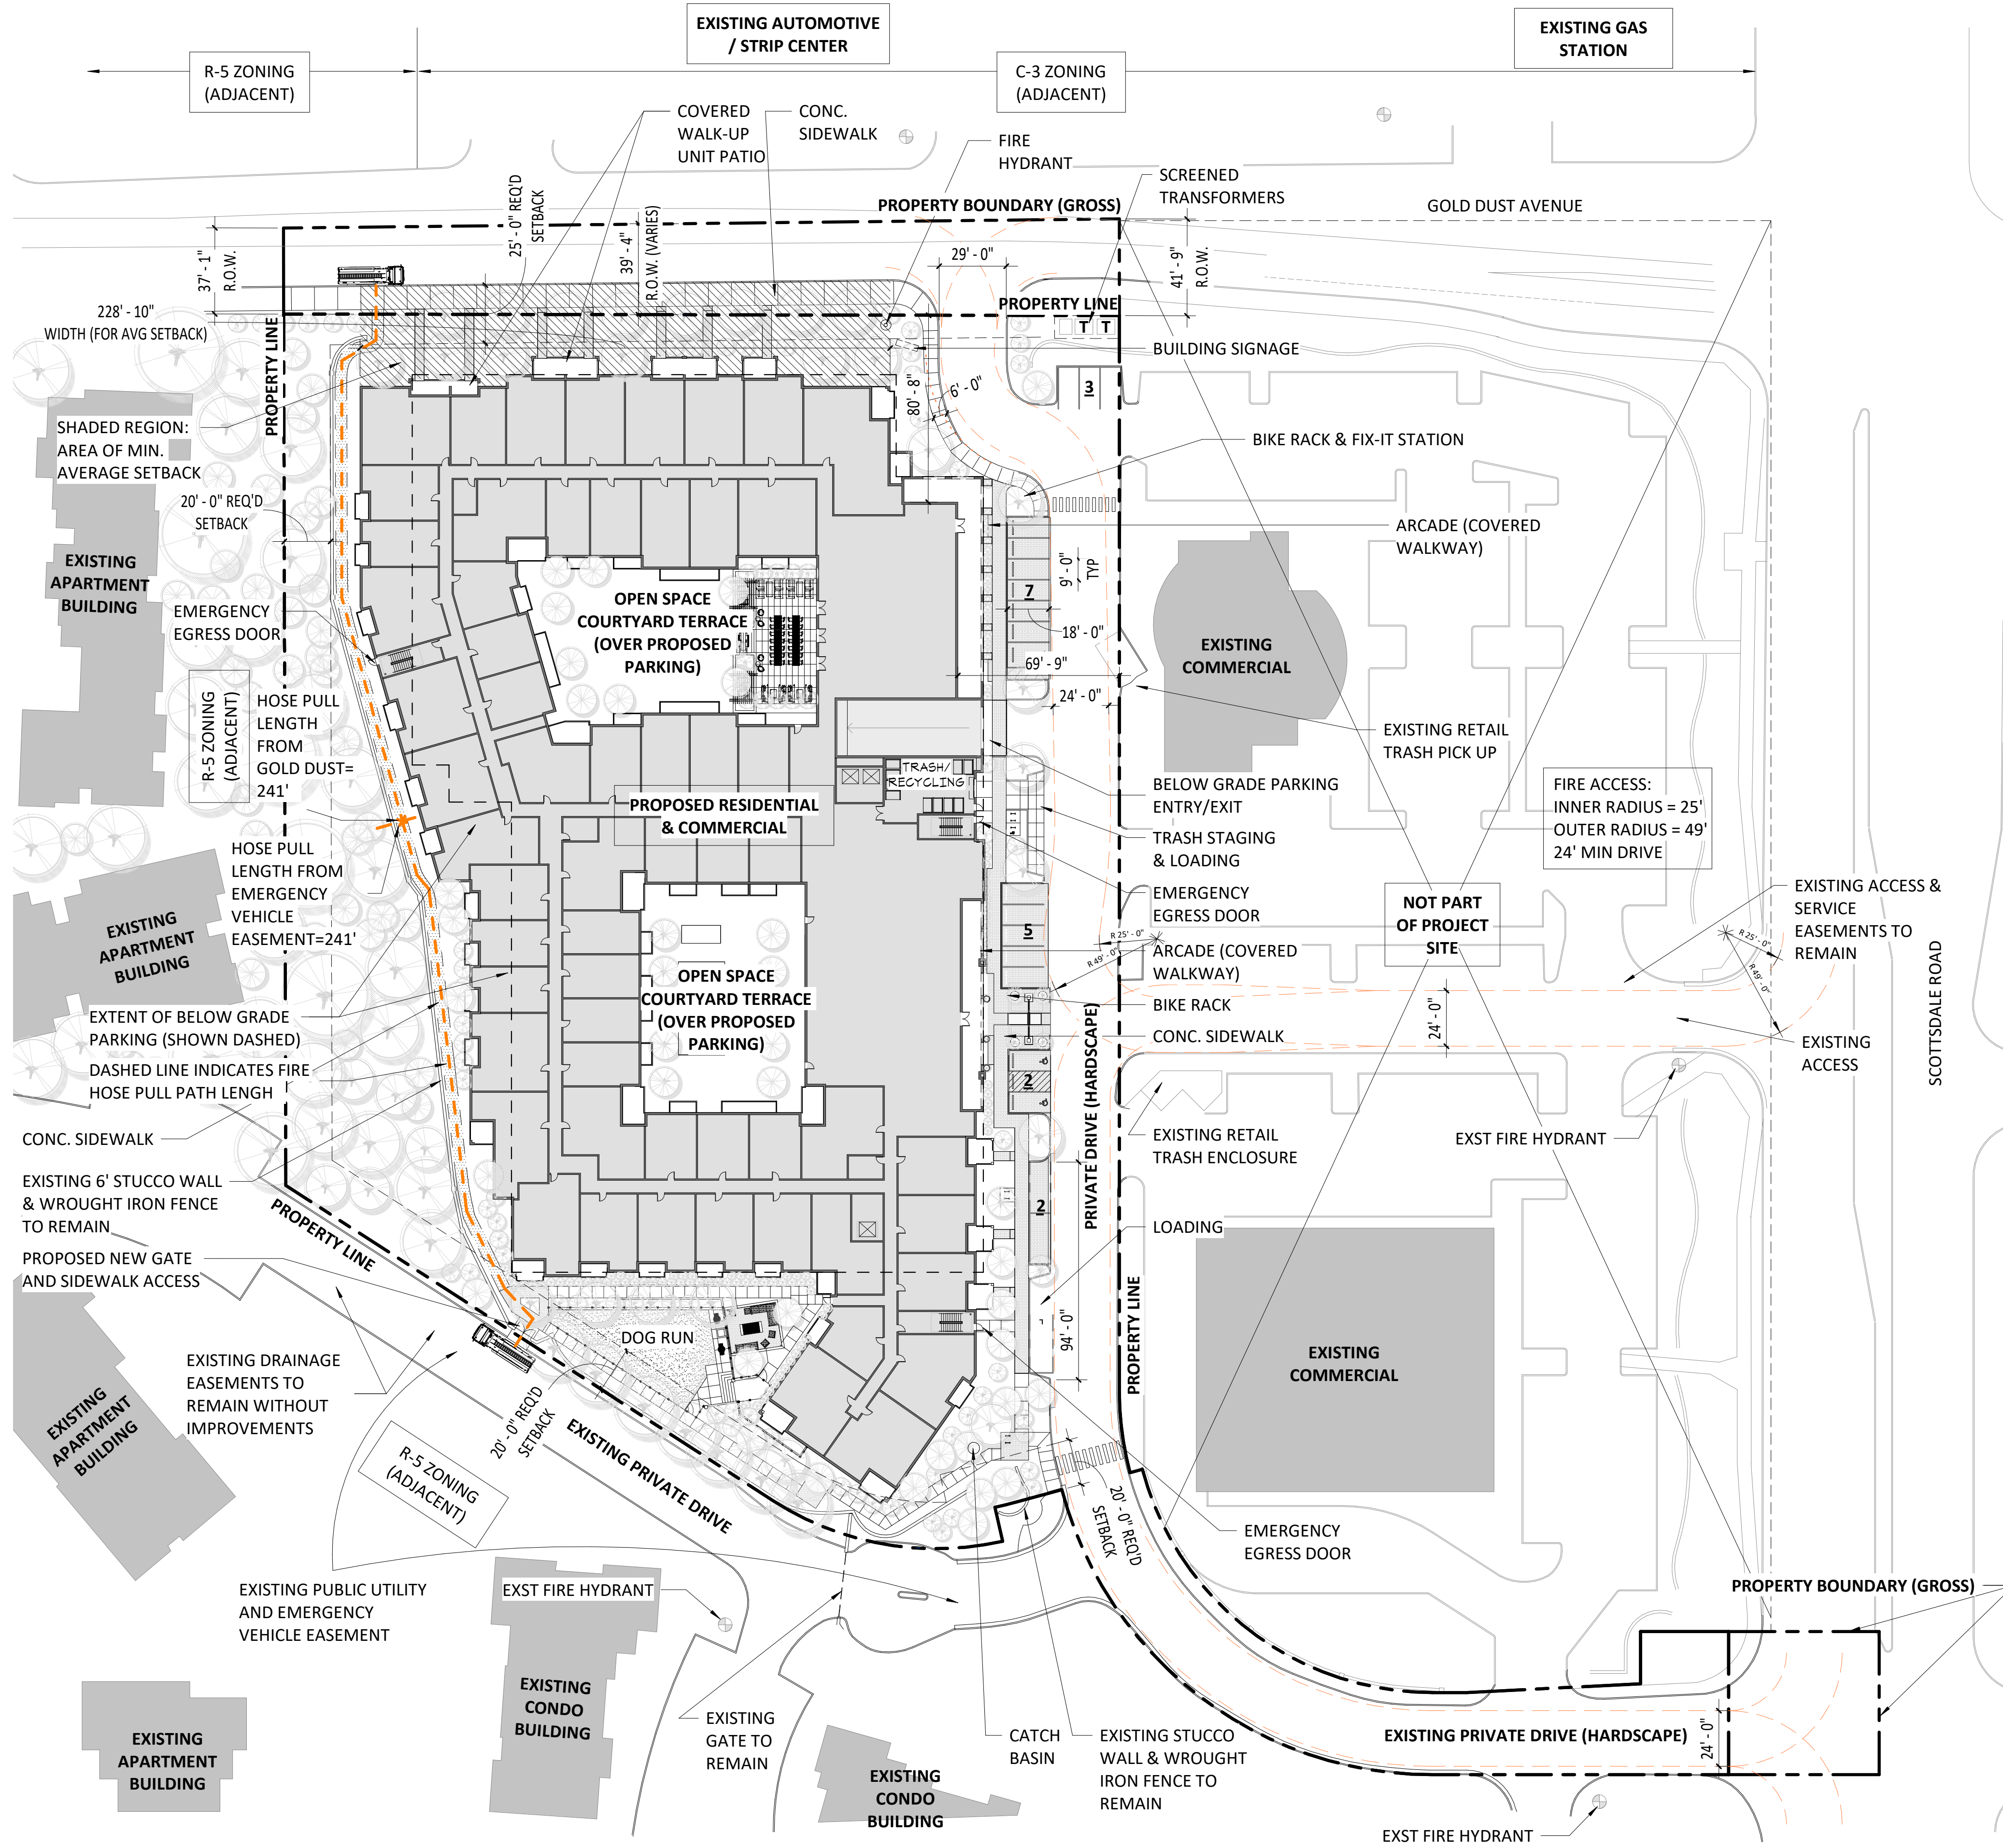 EXISTING AUTOMOTIVE
/ STRIP CENTER
EXISTING GAS
STATION
R-5 ZONING
(ADJACENT)
C-3 ZONING
(ADJACENT)
COVERED
WALK-UP
UNIT PATIO
CONC.
SIDEWALK
FIRE
HYDRANT
SCREENED
TRANSFORMERS
PROPERTY BOUNDARY (GROSS)
GOLD DUST AVENUE
37' - 1"
R.O.W.
25' - 0" REQ'D
SETBACK
39' - 4"
R.O.W. (VARIES)
29' - 0"
41' - 9"
R.O.W.
PROPERTY LINE
T T
228' - 10"
WIDTH (FOR AVG SETBACK)
PROPERTY LINE
BUILDING SIGNAGE
3
80' - 8"
6' - 0"
SHADED REGION:
AREA OF MIN.
AVERAGE SETBACK
BIKE RACK & FIX-IT STATION
20' - 0" REQ'D
SETBACK
ARCADE (COVERED
WALKWAY)
EXISTING
APARTMENT
BUILDING
9' - 0"
TYP
7
EMERGENCY
EGRESS DOOR
OPEN SPACE
COURTYARD TERRACE
(OVER PROPOSED
PARKING)
18' - 0"
69' - 9"
24' - 0"
EXISTING
COMMERCIAL
R-5 ZONING
(ADJACENT)
HOSE PULL
LENGTH
FROM
GOLD DUST=
241'
EXISTING RETAIL
TRASH PICK UP
TRASH/
RECYCLING
BELOW GRADE PARKING
ENTRY/EXIT
FIRE ACCESS:
INNER RADIUS = 25'
OUTER RADIUS = 49'
24' MIN DRIVE
PROPOSED RESIDENTIAL
& COMMERCIAL
TRASH STAGING
& LOADING
HOSE PULL
LENGTH FROM
EMERGENCY
VEHICLE
EASEMENT=241'
EMERGENCY
EGRESS DOOR
NOT PART
OF PROJECT
SITE
EXISTING ACCESS &
SERVICE
EASEMENTS TO
REMAIN
EXISTING
APARTMENT
BUILDING
5
R 25' - 0"
R 49' - 0"
R 25' - 0"
R 49' - 0"
ARCADE (COVERED
WALKWAY)
OPEN SPACE
COURTYARD TERRACE
(OVER PROPOSED
PARKING)
BIKE RACK
EXTENT OF BELOW GRADE
PARKING (SHOWN DASHED)
CONC. SIDEWALK
24' - 0"
EXISTING
ACCESS
SCOTTSDALE ROAD
DASHED LINE INDICATES FIRE
HOSE PULL PATH LENGH
2
PRIVATE DRIVE (HARDSCAPE)
CONC. SIDEWALK
EXISTING RETAIL
TRASH ENCLOSURE
EXST FIRE HYDRANT
EXISTING 6' STUCCO WALL
& WROUGHT IRON FENCE
TO REMAIN
PROPERTY LINE
2
LOADING
PROPOSED NEW GATE
AND SIDEWALK ACCESS
94' - 0"
PROPERTY LINE
DOG RUN
EXISTING DRAINAGE
EASEMENTS TO
REMAIN WITHOUT
IMPROVEMENTS
EXISTING
COMMERCIAL
EXISTING
APARTMENT
BUILDING
20' - 0" REQ'D
SETBACK
EXISTING PRIVATE DRIVE
R-5 ZONING
(ADJACENT)
20' - 0" REQ'D
SETBACK
EMERGENCY
EGRESS DOOR
EXISTING PUBLIC UTILITY
AND EMERGENCY
VEHICLE EASEMENT
EXST FIRE HYDRANT
PROPERTY BOUNDARY (GROSS)
EXISTING
CONDO
BUILDING
EXISTING
GATE TO
REMAIN
CATCH
BASIN
EXISTING STUCCO
WALL & WROUGHT
IRON FENCE TO
REMAIN
EXISTING PRIVATE DRIVE (HARDSCAPE)
24' - 0"
EXISTING
APARTMENT
BUILDING
EXISTING
CONDO
BUILDING
EXST FIRE HYDRANT